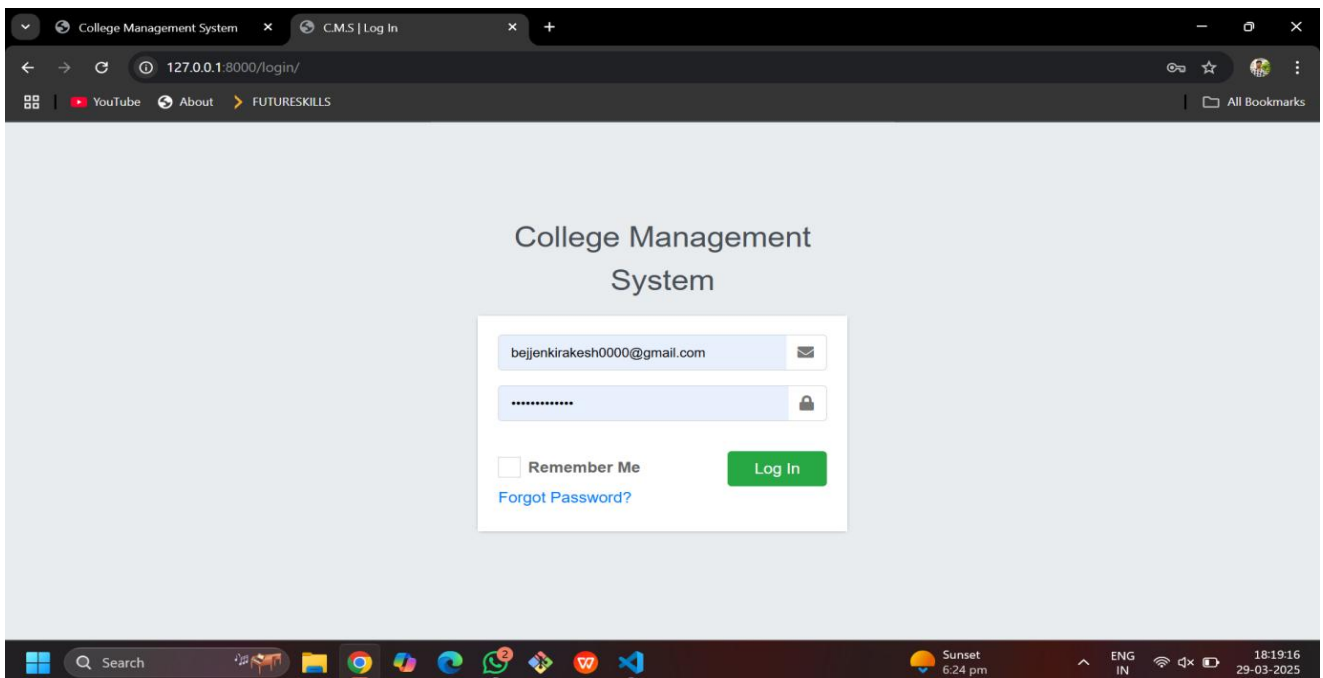 College Management System
C.M.S | Log In
127.0.0.1:8000/login/
YouTube
About
FUTURESKILLS
All Bookmarks
College Management
System
bejjenkirakesh0000@gmail.com
•••••••••••••
Remember Me
Log In
Forgot Password?
Search
2
W
Sunset
6:24 pm
ENG
IN
18:19:16
29-03-2025